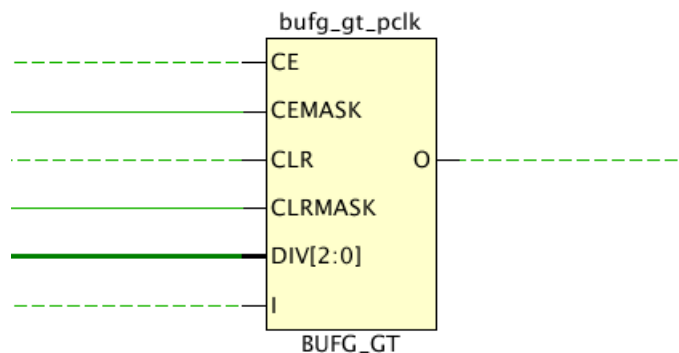 bufg_gt_pclk
CE
CEMASK
CLR O
CLRMASK
DIV[2:0]
I
BUFG_GT